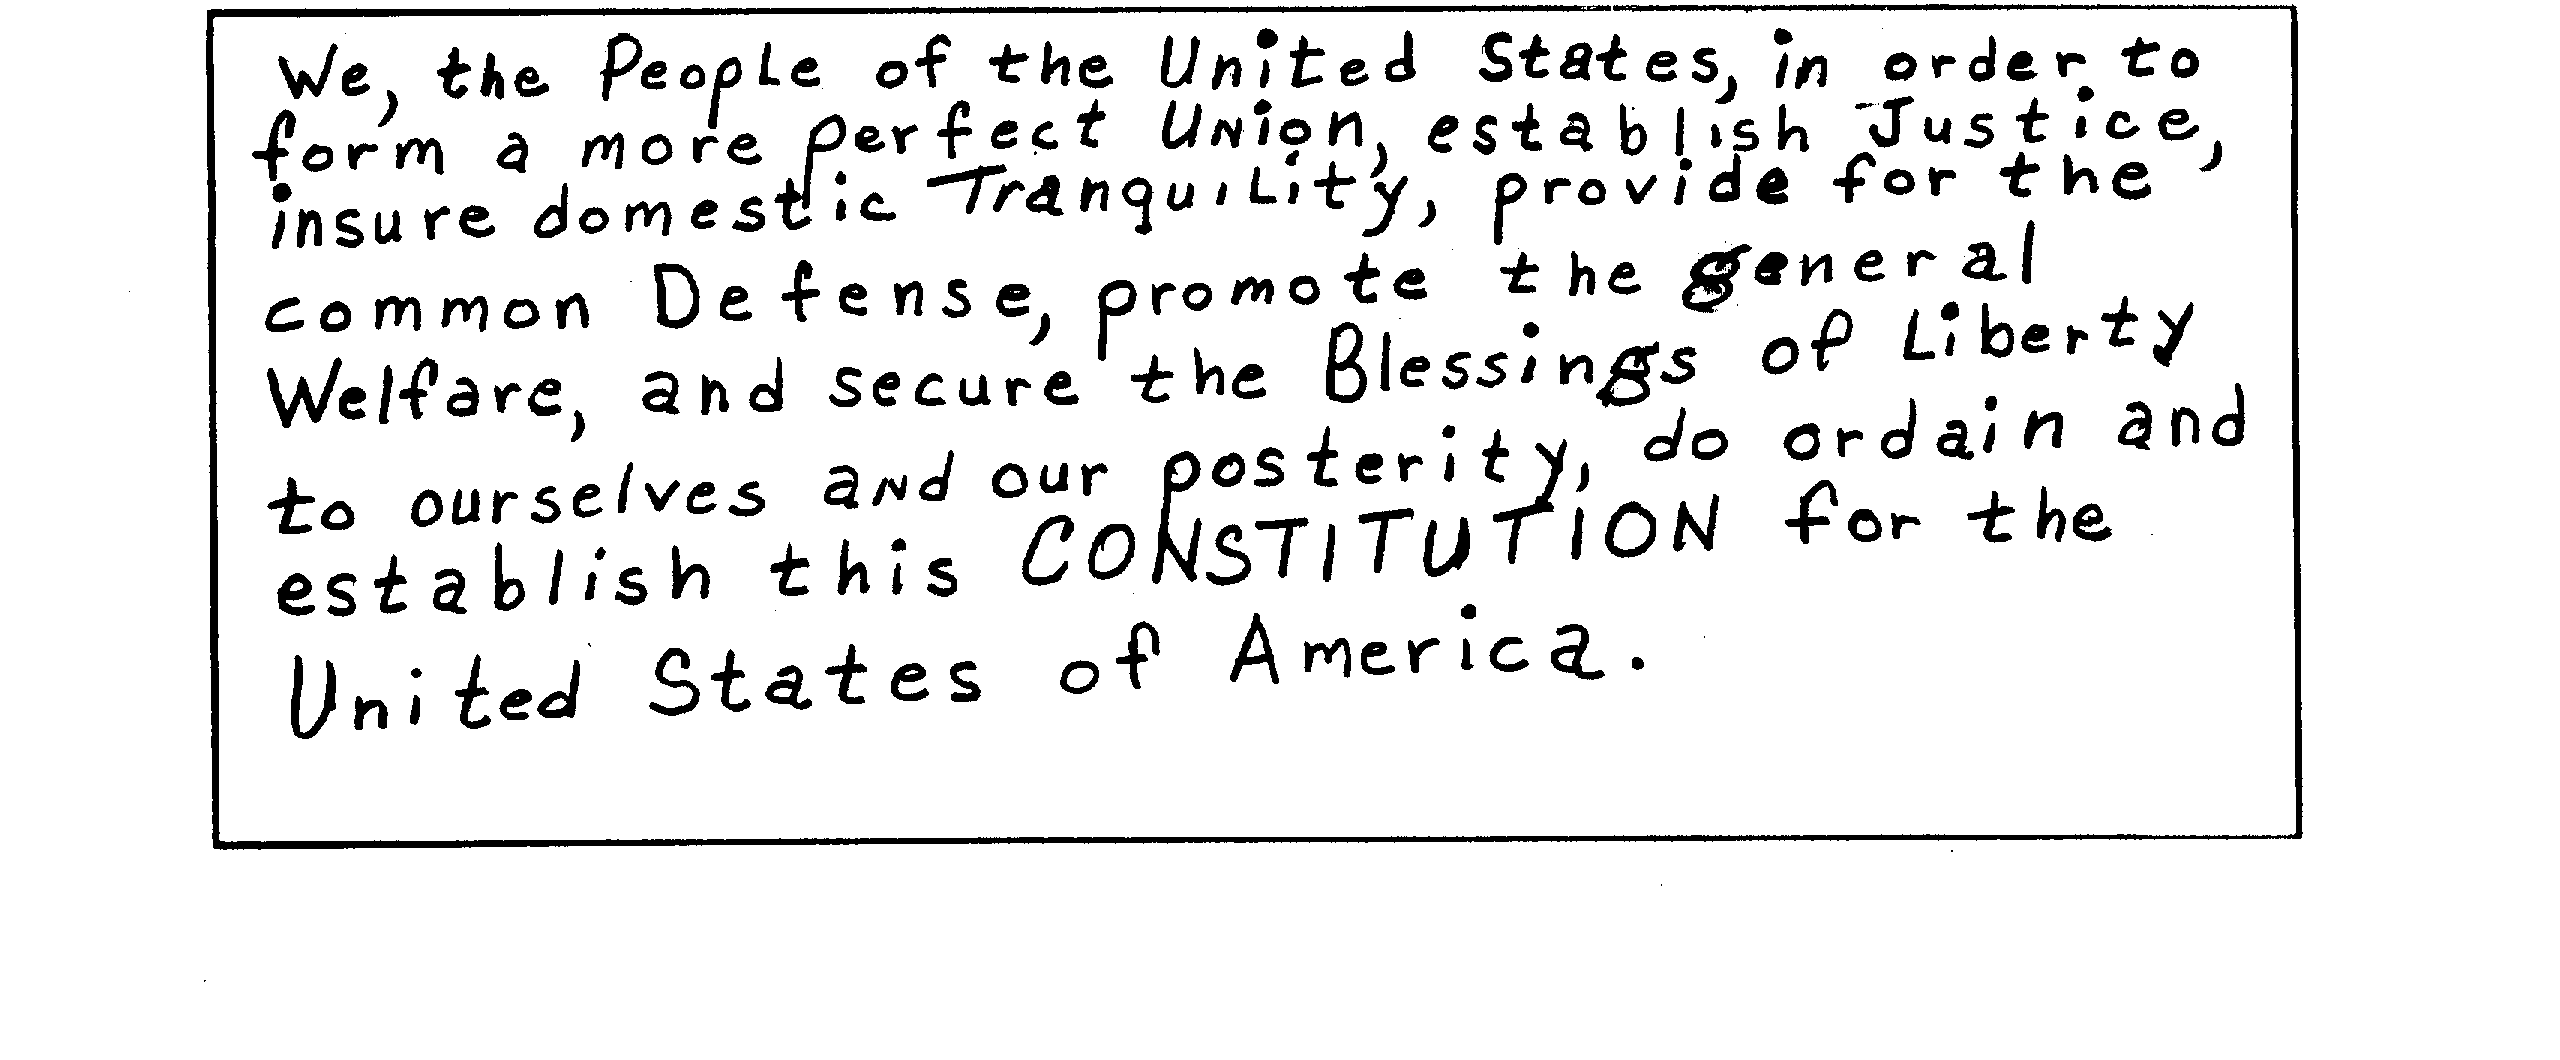 We, the People of the United States, in order to
form a more perfect Union, establish Justice,
insure domestic Tranquility, provide for the
common Defense, promote the general
Welfare, and secure the Blessings of Liberty
to ourselves and our posterity, do ordain and
establish this CONSTITUTION for the
United States of America.